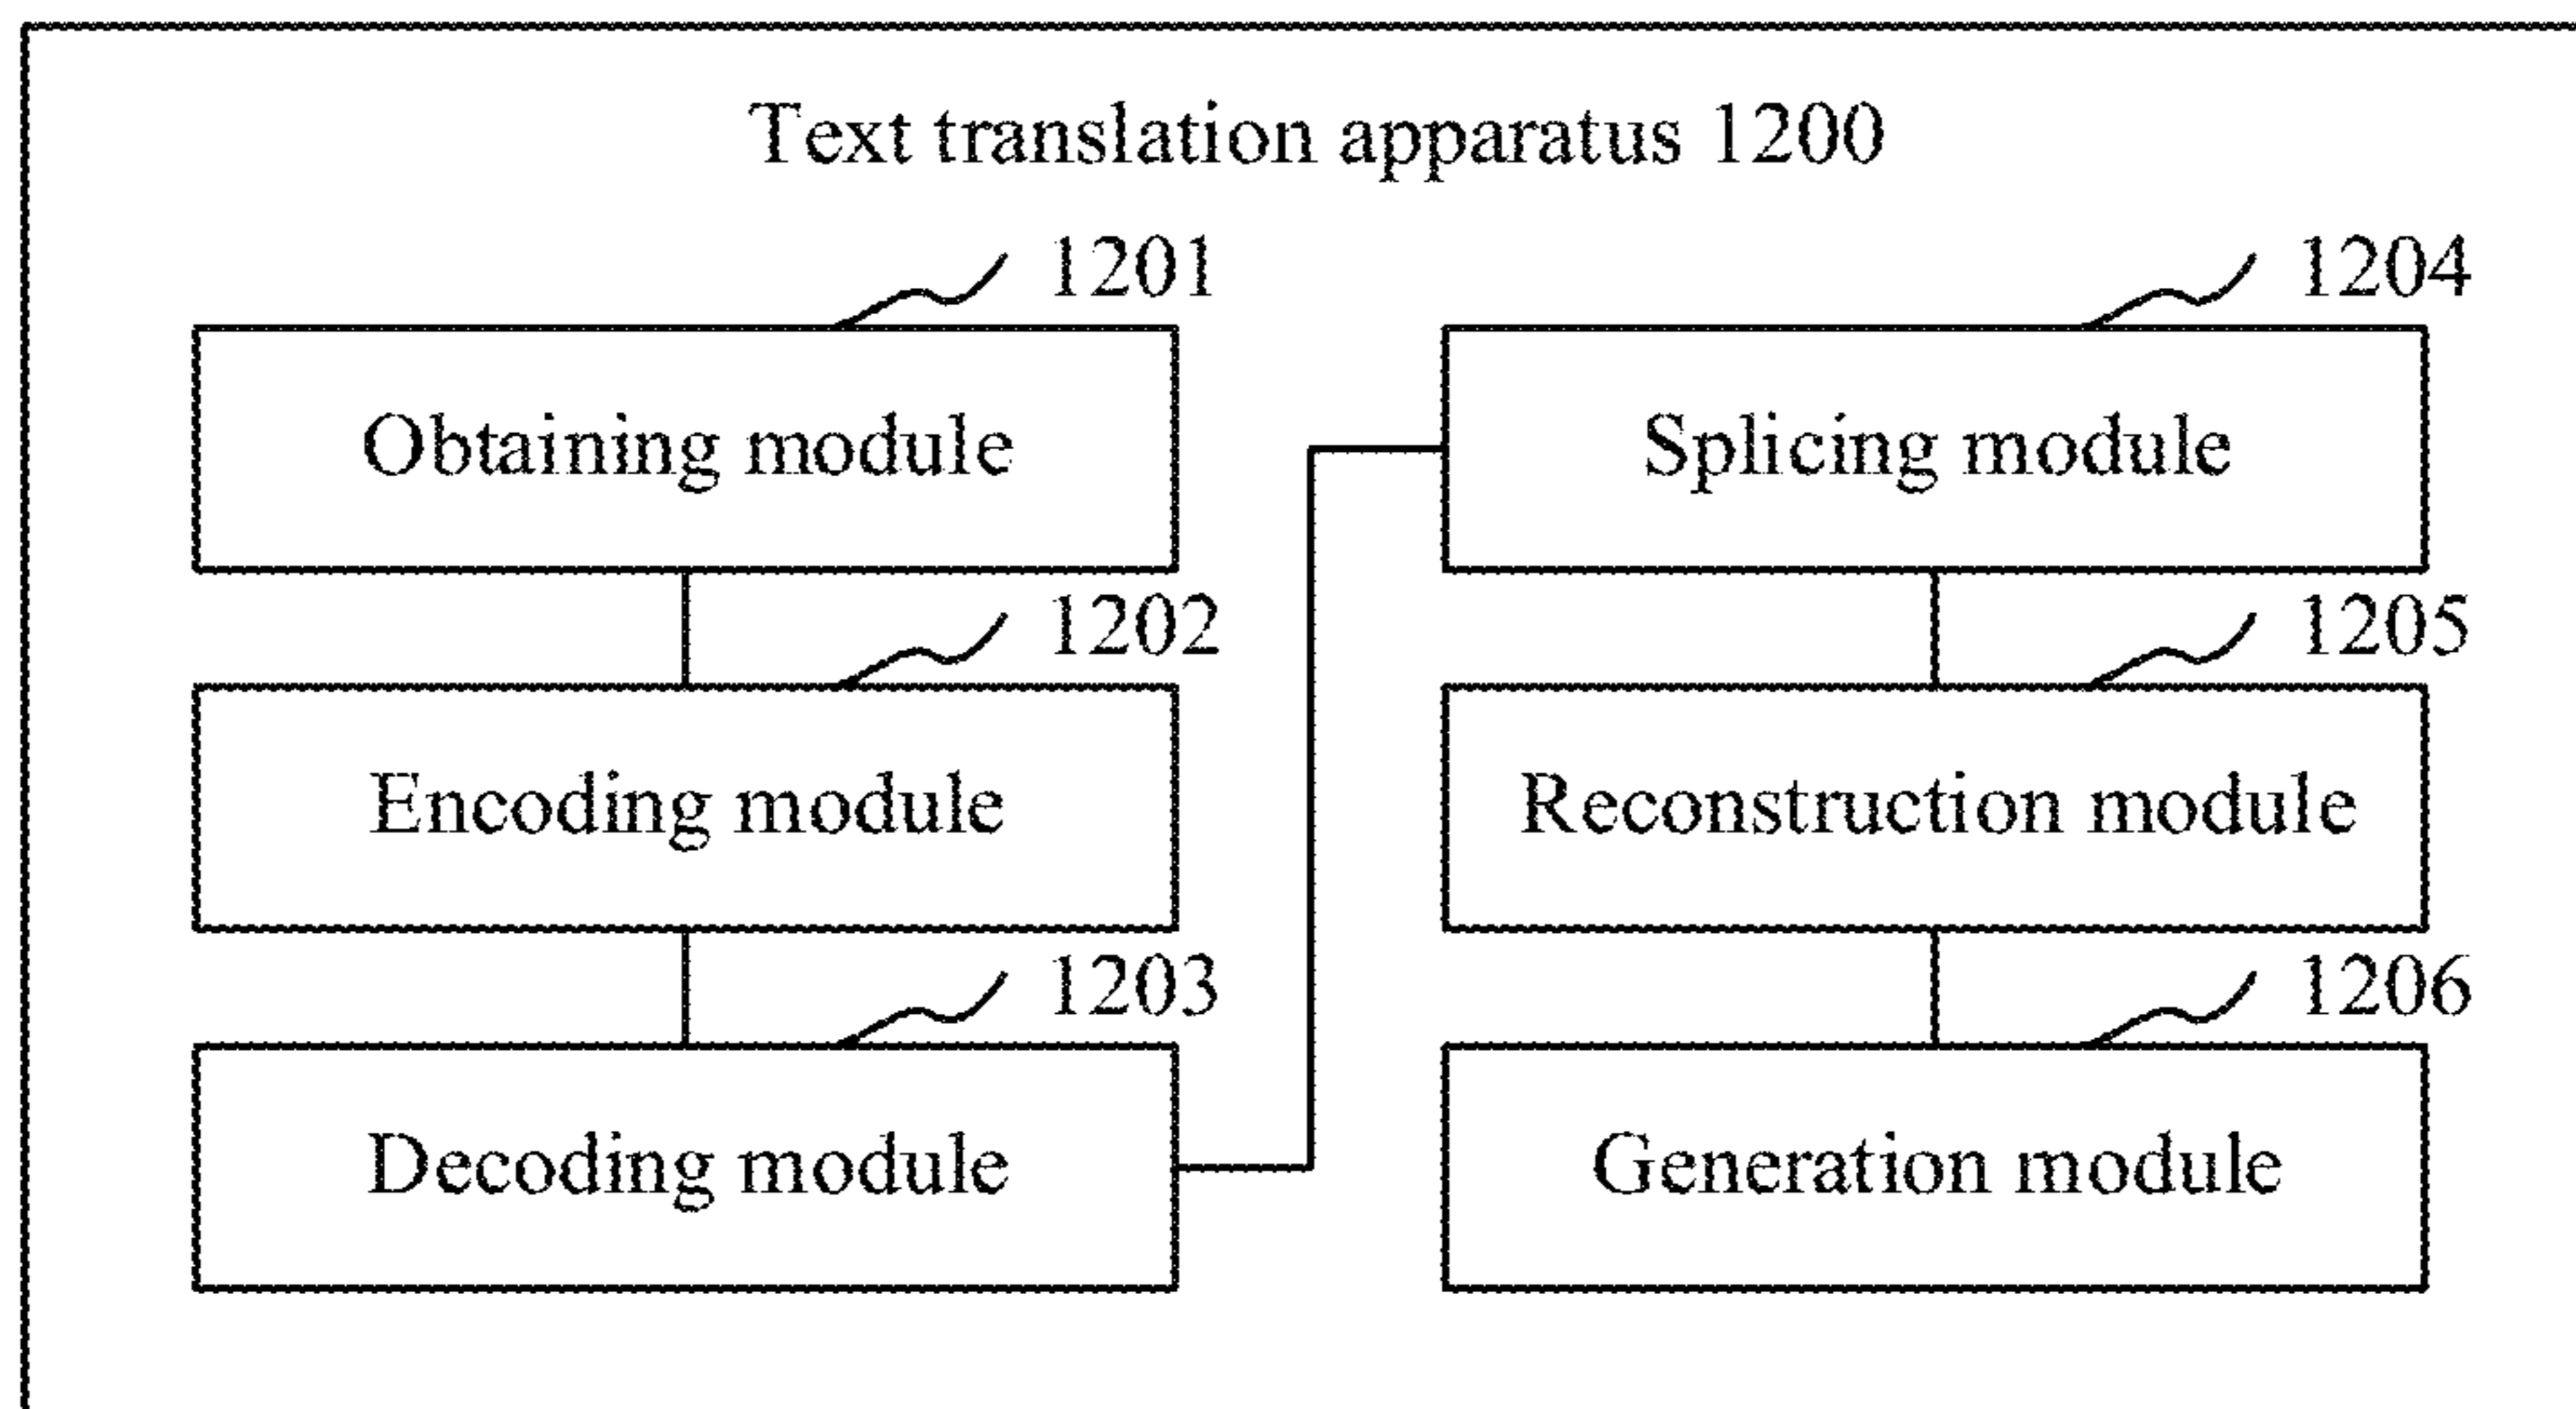 Text translation apparatus 1200
1201
Obtaining module
1202
Encoding module
1203
Decoding module
1204
Splicing module
1205
Reconstruction module
1206
Generation module